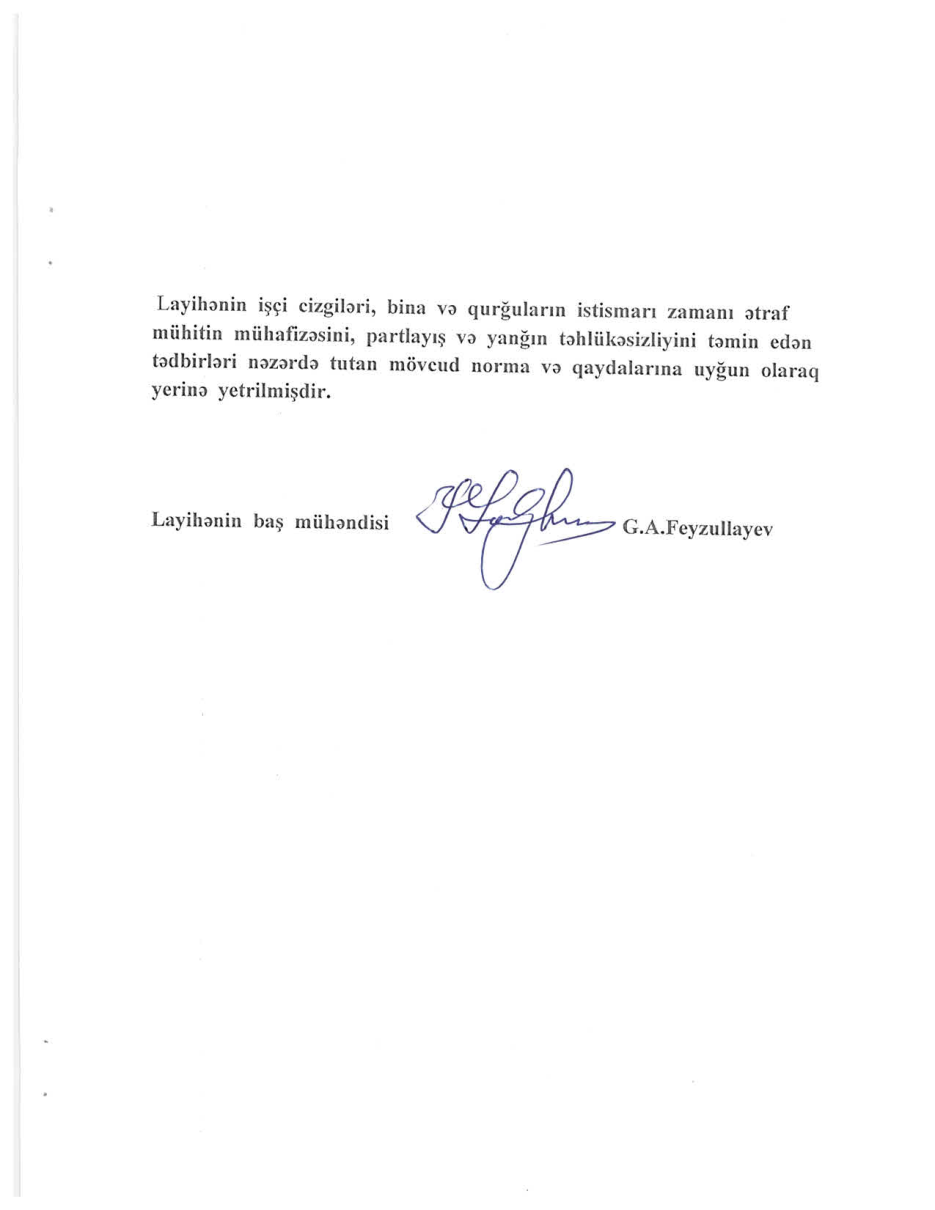 Layihənin işçi cizgiləri, bina və qurğuların istismarı zamanı ətraf
mühitin mühafizəsini, partlayış və yanğın təhlükəsizliyini təmin edən
tədbirləri nəzərdə tutan mövcud norma və qaydalarına uyğun olaraq
yerinə yetrilmişdir.
Layihənin baş mühəndisi G.A.Feyzullayev